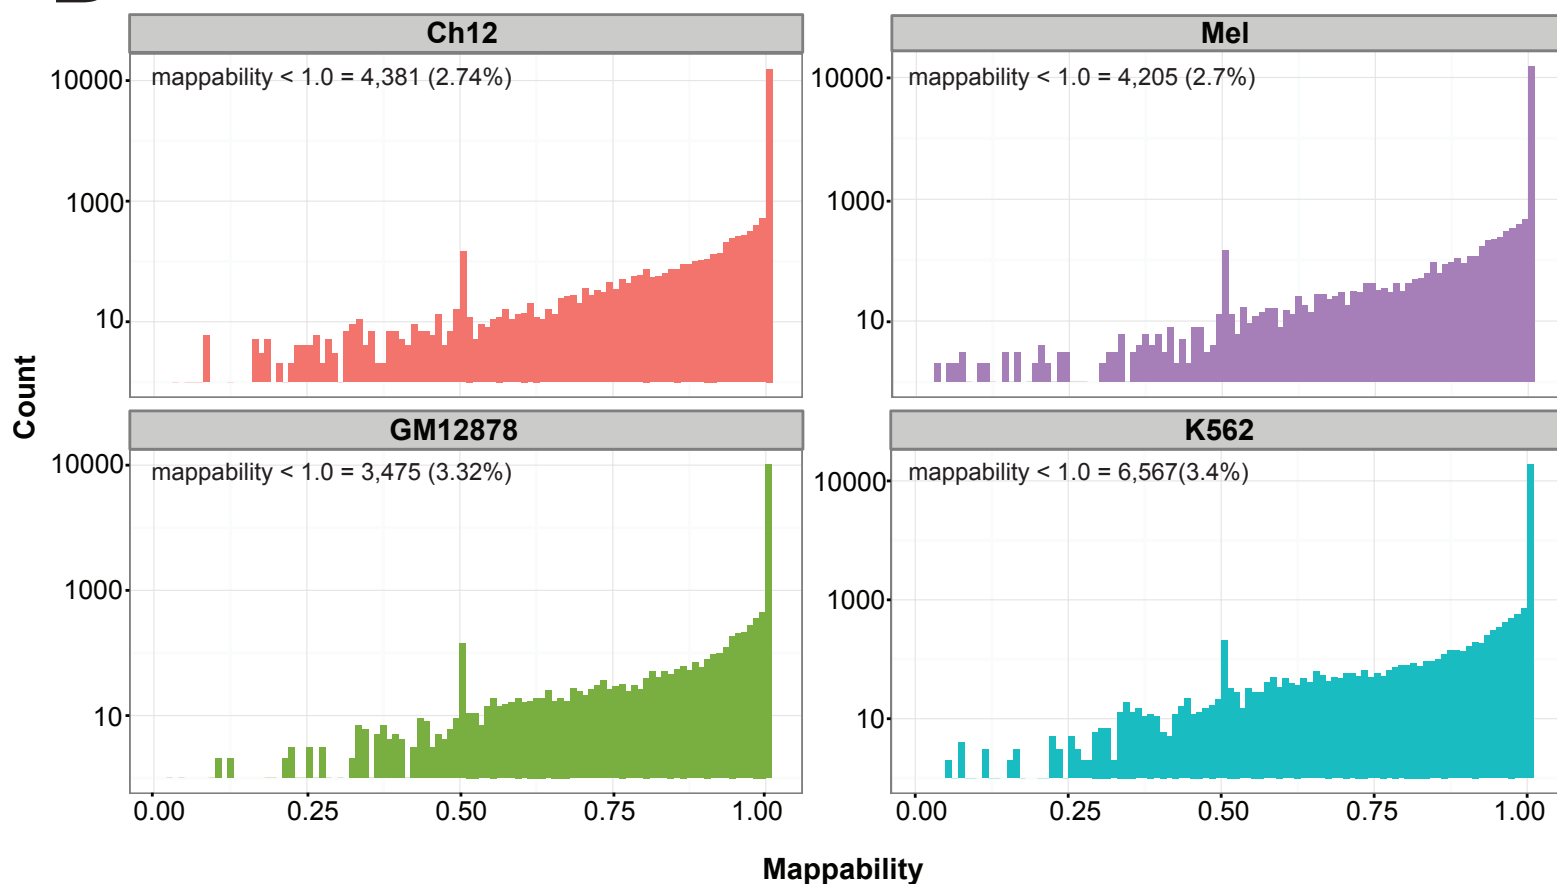 Ch12
Mel
mappability < 1.0 = 4,381 (2.74%)
mappability < 1.0 = 4,205 (2.7%)
10000
1000
10
10000
1000
10
Count
GM12878
K562
mappability < 1.0 = 3,475 (3.32%)
mappability < 1.0 = 6,567(3.4%)
10000
1000
10
10000
1000
10
0.00 0.25 0.50 0.75 1.00
0.00 0.25 0.50 0.75 1.00
Mappability